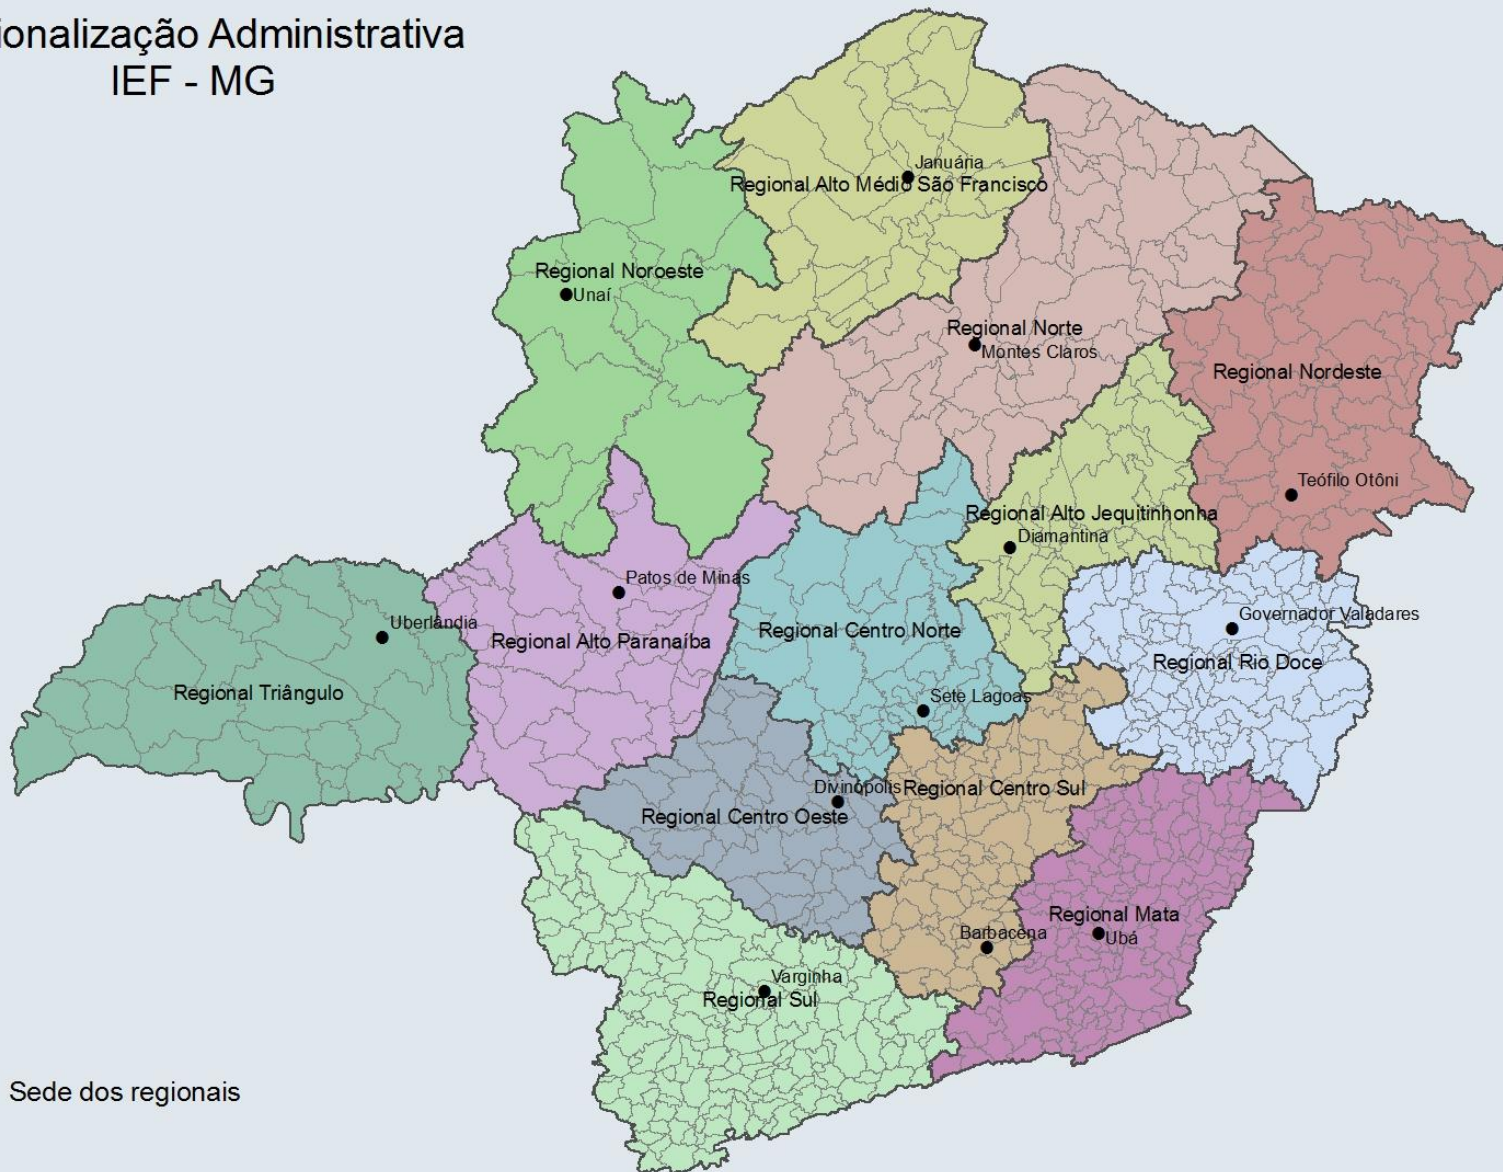 ionalização Administrativa
IEF - MG
Januária
Regional Alto Médio São Francisco
Regional Noroeste
Unaí
Regional Norte
Montes Claros
Regional Nordeste
Teófilo Otôni
Regional Alto Jequitinhonha
Diamantina
Patos de Minas
Uberlândia
Regional Alto Paranaíba
Regional Centro Norte
Governador Valadares
Regional Rio Doce
Regional Triângulo
Sete Lagoas
Divinópolis
Regional Centro Sul
Regional Centro Oeste
Regional Mata
Barbacena
Ubá
Varginha
Regional Sul
Sede dos regionais